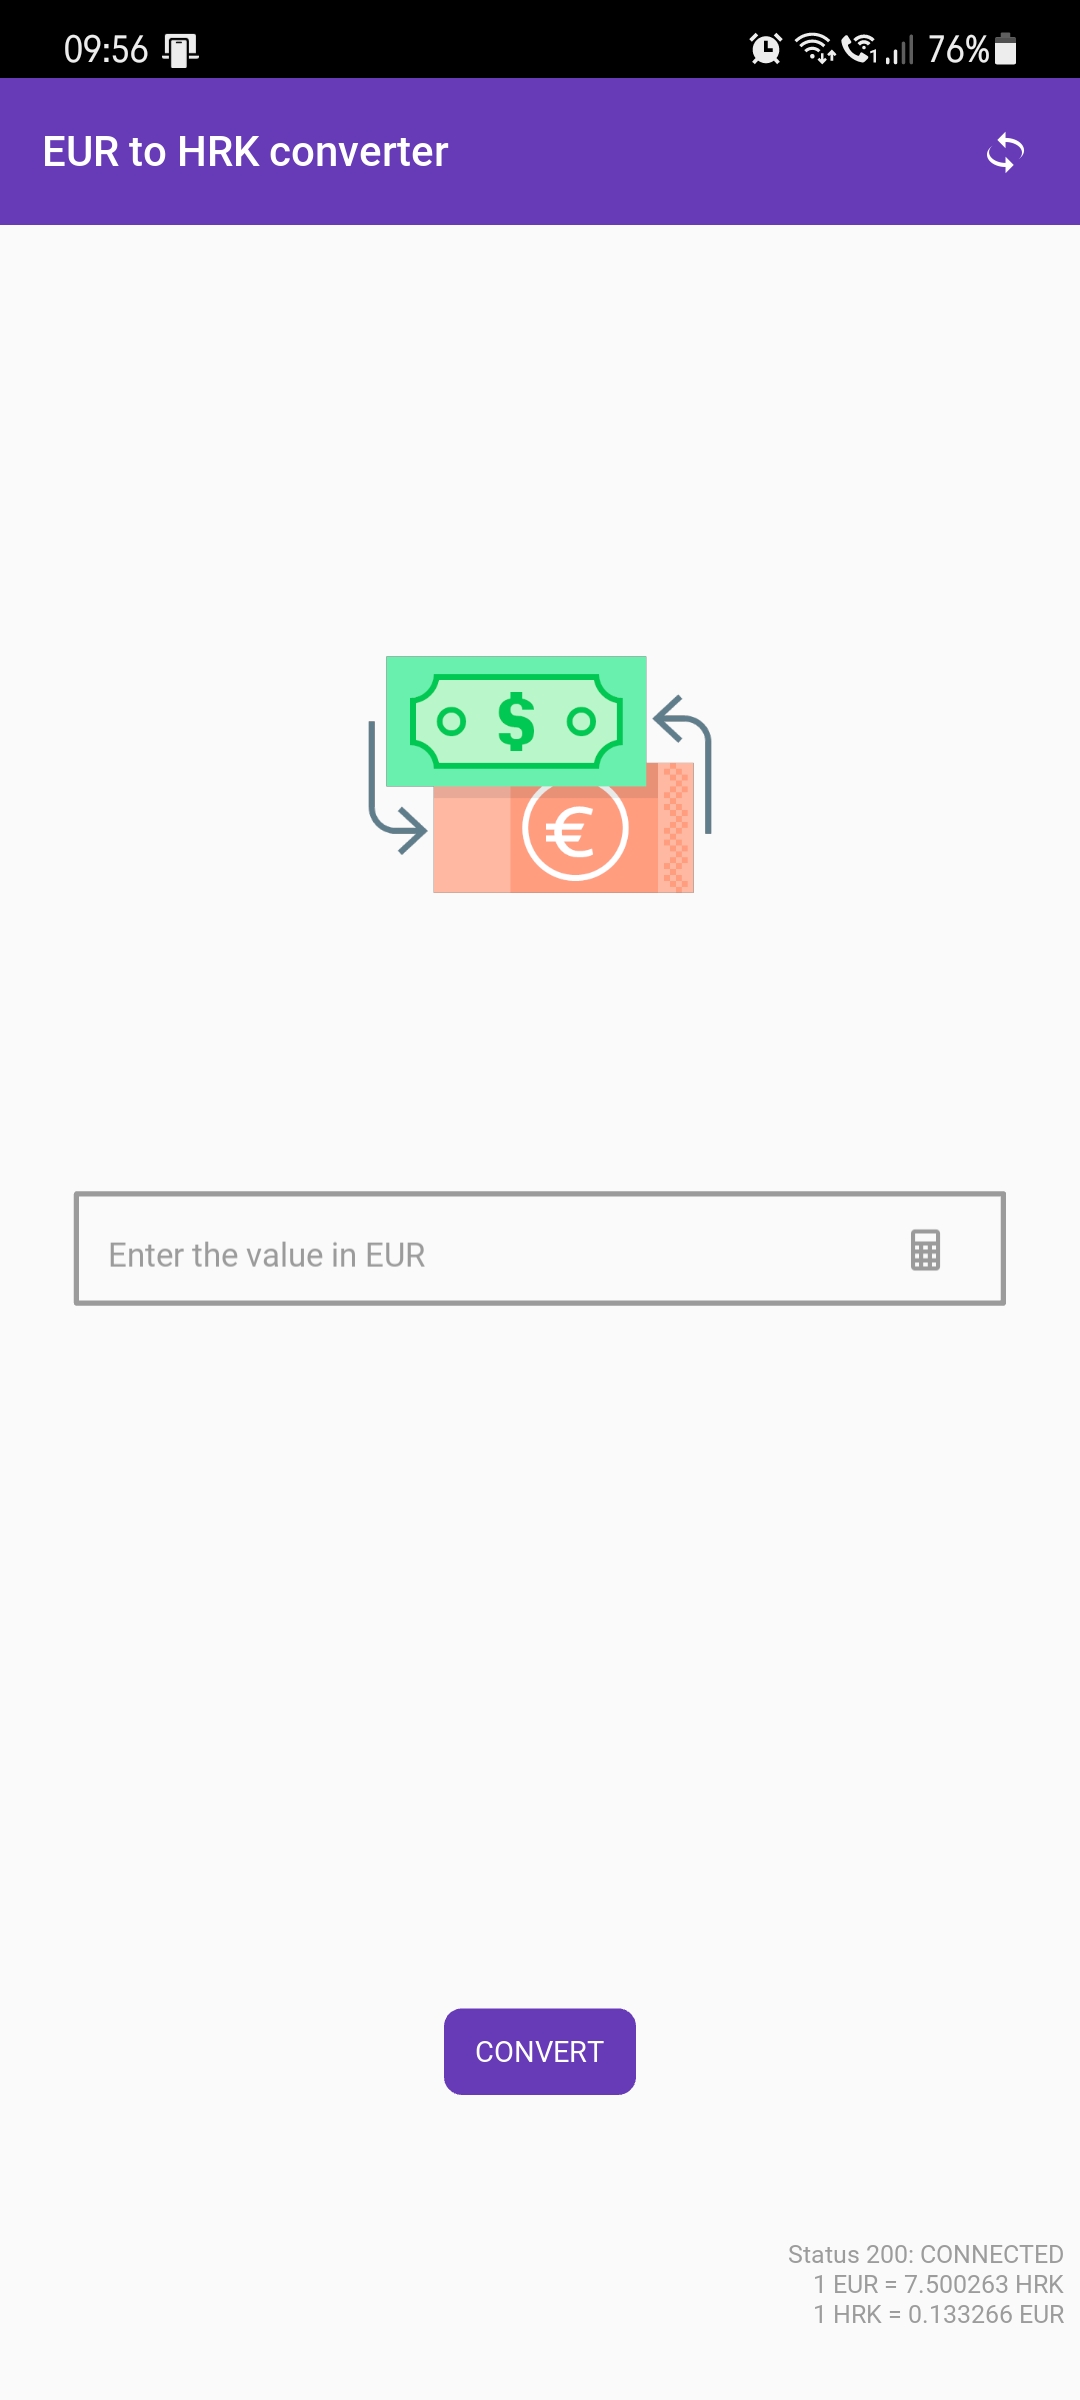 09:56
76%
EUR to HRK converter
$
€
Enter the value in EUR
CONVERT
Status 200: CONNECTED
1 EUR = 7.500263 HRK
1 HRK = 0.133266 EUR